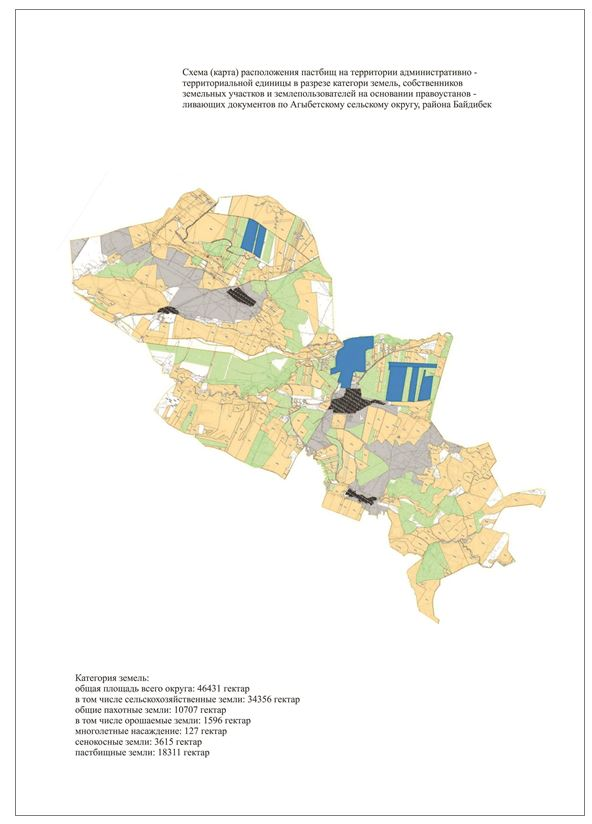 Схема (карта) расположения пастбищ на территории административно -
территориальной единицы в разрезе категори земель, собственников
земельных участков и землепользователей на основании правоустанов -
ливающих документов по Агыбетскому сельскому округу, района Байдибек
Категория земель:
общая площадь всего округа: 46431 гектар
в том числе сельскохозяйственные земли: 34356 гектар
общие пахотные земли: 10707 гектар
в том числе орошаемые земли: 1596 гектар
многолетные насаждение: 127 гектар
сенокосные земли: 3615 гектар
пастбищные земли: 18311 гектар